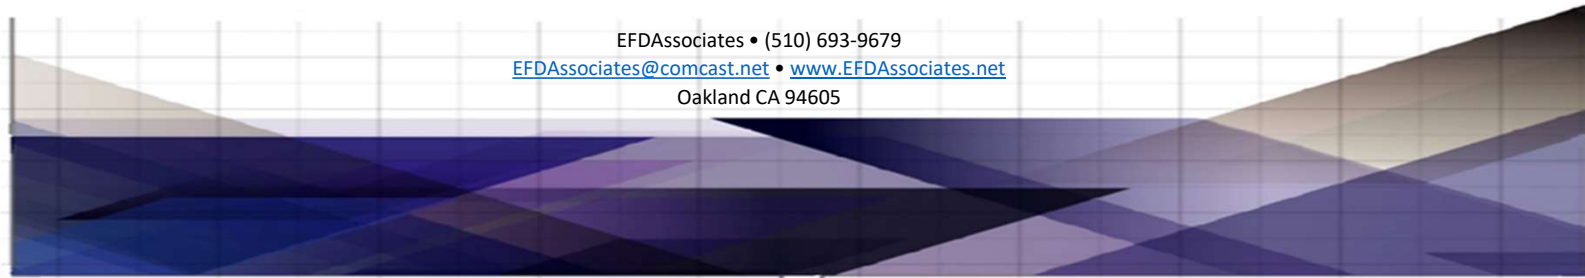 EFDAssociates • (510) 693-9679
EFDAssociates@comcast.net • www.EFDAssociates.net
Oakland CA 94605